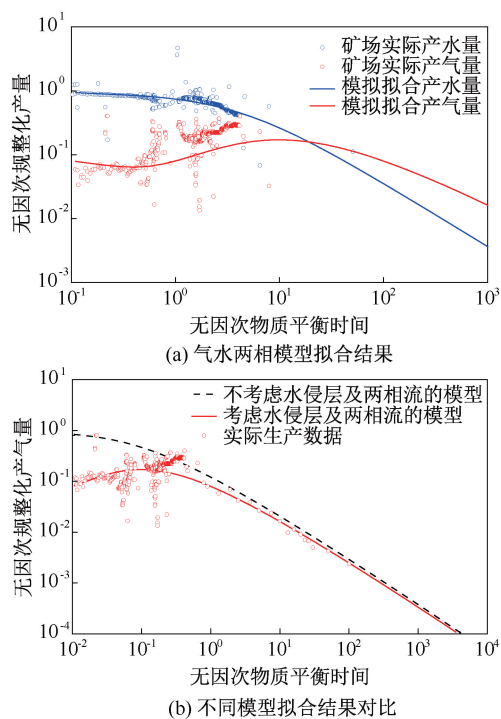 矿场实际产水量
矿场实际产气量
模拟拟合产水量
模拟拟合产气量
10^1
10^0
10^-1
10^-2
10^-3
无因次规整化产量
10^-1
10^0
10^1
10^2
10^3
无因次物质平衡时间
(a) 气水两相模型拟合结果
不考虑水侵层及两相流的模型
考虑水侵层及两相流的模型
实际生产数据
10^1
10^0
10^-1
10^-2
10^-3
10^-4
无因次规整化产气量
10^-2
10^-1
10^0
10^1
10^2
10^3
10^4
无因次物质平衡时间
(b) 不同模型拟合结果对比